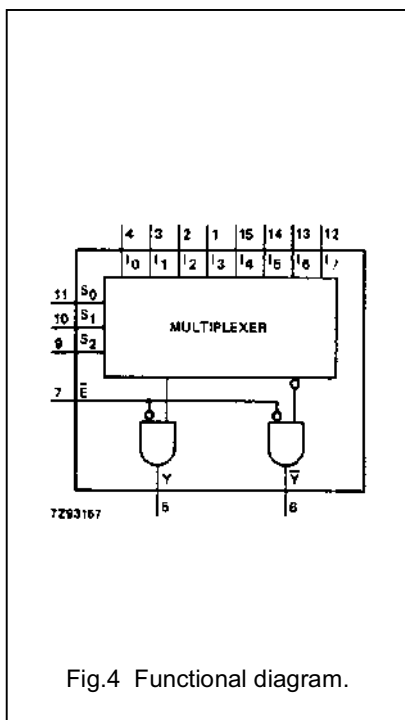 4 3 2 1 15 14 13 12
I0 I1 I2 I3 I4 I5 I6 I7
11 S0
10 S1
9 S2
MULTIPLEXER
7 E̅
Y Y̅
7Z93167 5 6
Fig.4 Functional diagram.